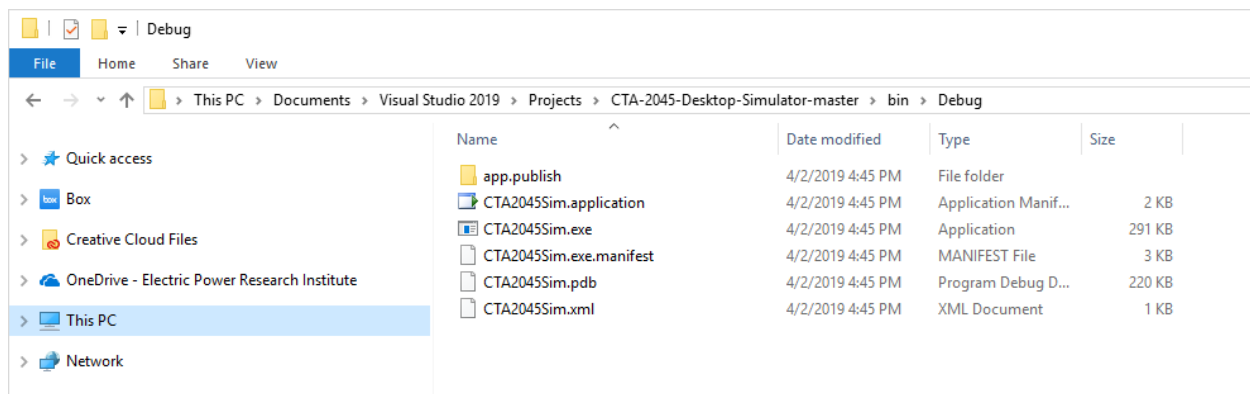 Debug
File Home Share View
This PC > Documents > Visual Studio 2019 > Projects > CTA-2045-Desktop-Simulator-master > bin > Debug
Name Date modified Type Size
Quick access
Box
Creative Cloud Files
OneDrive - Electric Power Research Institute
This PC
Network
app.publish 4/2/2019 4:45 PM File folder
CTA2045Sim.application 4/2/2019 4:45 PM Application Manif... 2 KB
CTA2045Sim.exe 4/2/2019 4:45 PM Application 291 KB
CTA2045Sim.exe.manifest 4/2/2019 4:45 PM MANIFEST File 3 KB
CTA2045Sim.pdb 4/2/2019 4:45 PM Program Debug D... 220 KB
CTA2045Sim.xml 4/2/2019 4:45 PM XML Document 1 KB